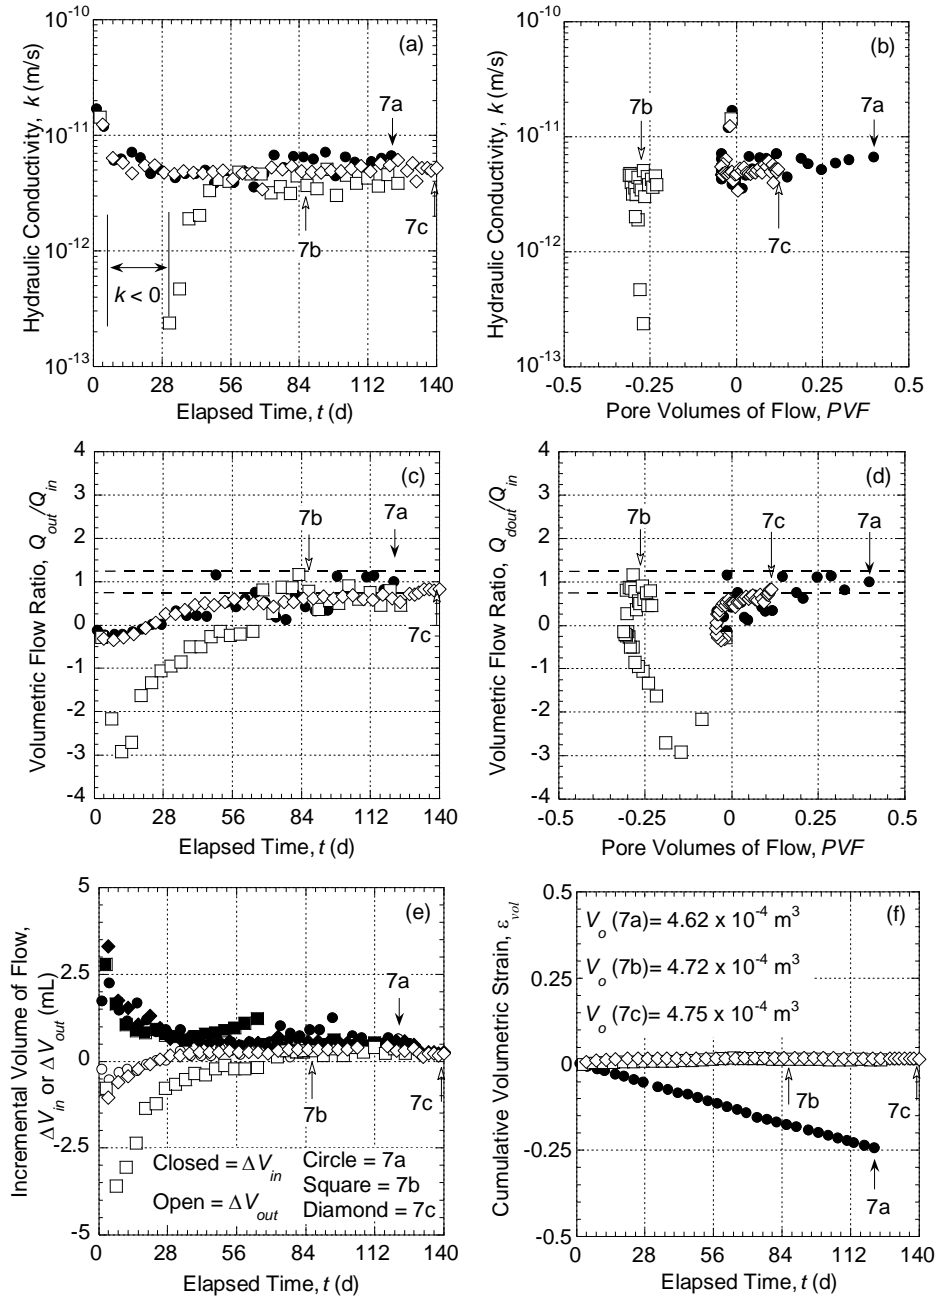 10^-10
10^-11
10^-12
10^-13
Hydraulic Conductivity, k (m/s)
(a)
7a
7b
7c
k < 0
0 28 56 84 112 140
Elapsed Time, t (d)
10^-10
10^-11
10^-12
10^-13
Hydraulic Conductivity, k (m/s)
(b)
7b
7a
7c
-0.5 -0.25 0 0.25 0.5
Pore Volumes of Flow, PVF
4
3
2
1
0
-1
-2
-3
-4
Volumetric Flow Ratio, Q_out/Q_in
(c)
7b
7a
7c
0 28 56 84 112 140
Elapsed Time, t (d)
4
3
2
1
0
-1
-2
-3
-4
Volumetric Flow Ratio, Q_dout/Q_in
(d)
7b
7c
7a
-0.5 -0.25 0 0.25 0.5
Pore Volumes of Flow, PVF
5
2.5
0
-2.5
-5
Incremental Volume of Flow,
ΔV_in or ΔV_out (mL)
(e)
7a
7b
7c
Closed = ΔV_in
Open = ΔV_out
Circle = 7a
Square = 7b
Diamond = 7c
0 28 56 84 112 140
Elapsed Time, t (d)
0.5
0.25
0
-0.25
-0.5
Cumulative Volumetric Strain, ε_vol
(f)
V_o (7a)= 4.62 x 10^-4 m^3
V_o (7b)= 4.72 x 10^-4 m^3
V_o (7c)= 4.75 x 10^-4 m^3
7b
7c
7a
0 28 56 84 112 140
Elapsed Time, t (d)